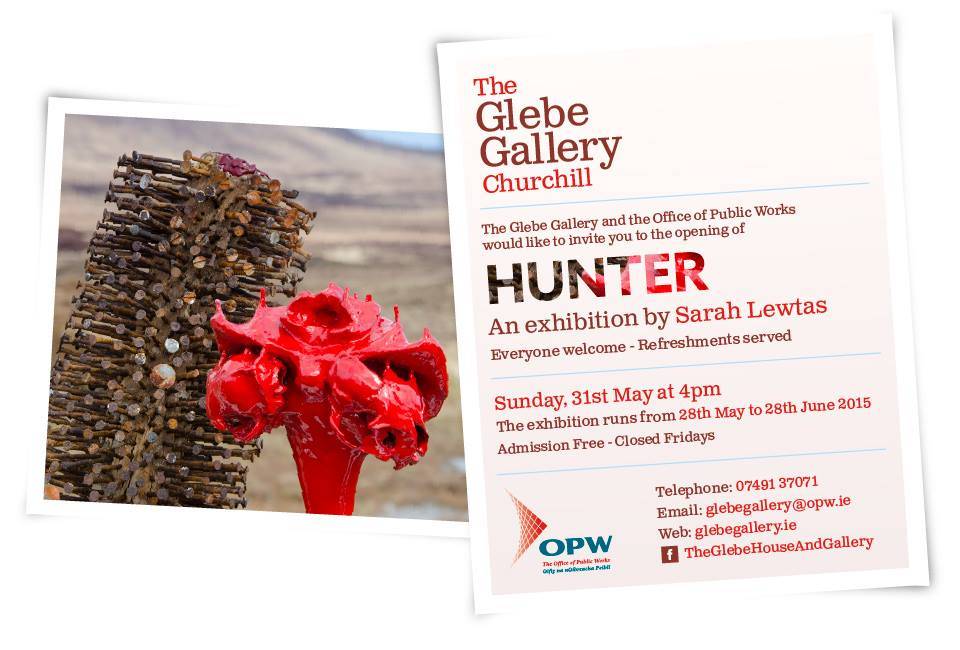 The
Glebe
Gallery
Churchill
The Glebe Gallery and the Office of Public Works
would like to invite you to the opening of
HUNTER
An exhibition by Sarah Lewtas
Everyone welcome - Refreshments served
Sunday, 31st May at 4pm
The exhibition runs from 28th May to 28th June 2015
Admission Free - Closed Fridays
OPW
The Office of Public Works
Oifig na nOibreacha Poiblí
Telephone: 07491 37071
Email: glebegallery@opw.ie
Web: glebegallery.ie
f TheGlebeHouseAndGallery